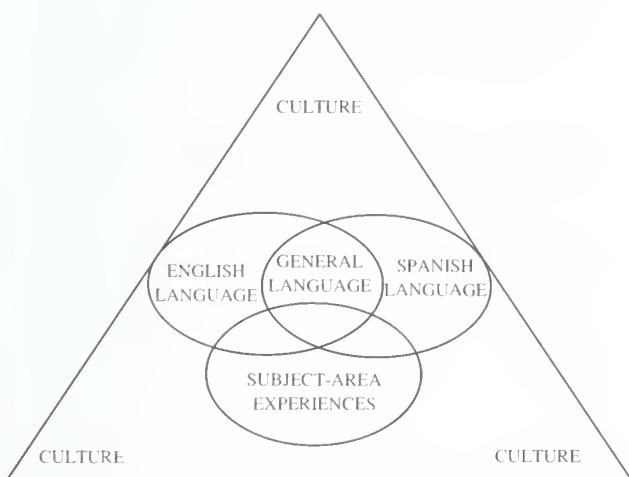 CULTURE
ENGLISH
LANGUAGE
GENERAL
LANGUAGE
SPANISH
LANGUAGE
SUBJECT-AREA
EXPERIENCES
CULTURE
CULTURE